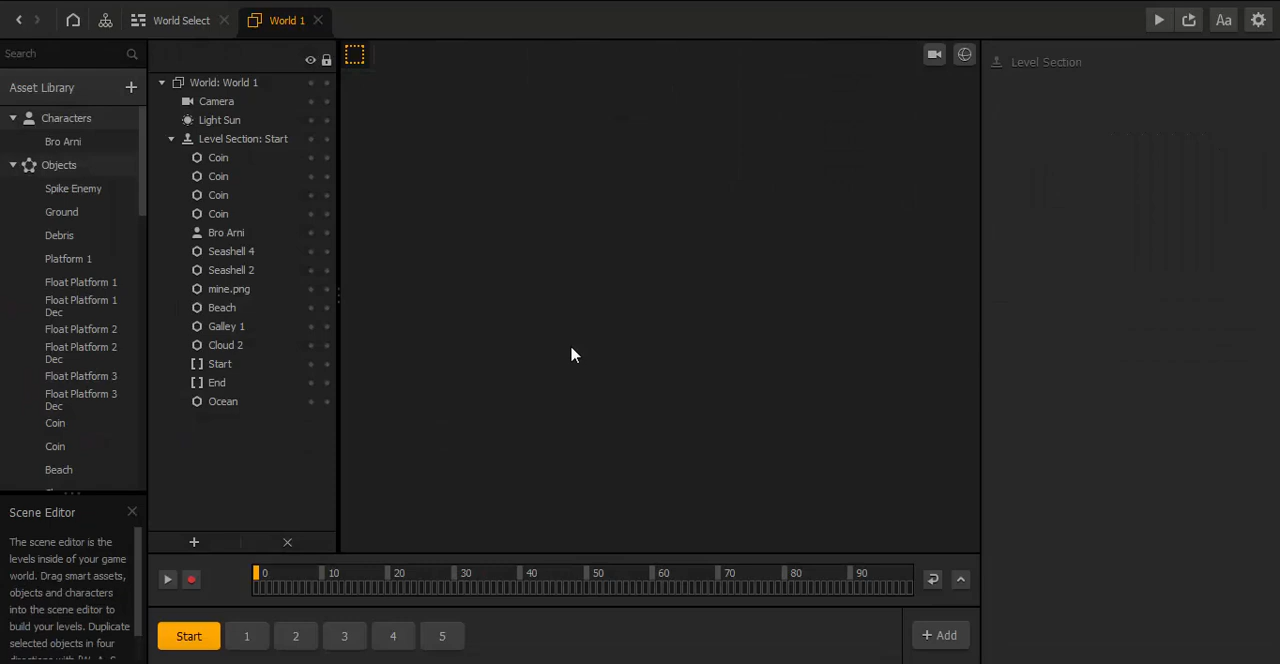 World Select
World 1
Aa
Search
Asset Library
Characters
Bro Arni
Objects
Spike Enemy
Ground
Debris
Platform 1
Float Platform 1
Float Platform 1
Dec
Float Platform 2
Float Platform 2
Dec
Float Platform 3
Float Platform 3
Dec
Coin
Coin
Beach
Scene Editor
The scene editor is the
levels inside of your game
world. Drag smart assets,
objects and characters
into the scene editor to
build your levels. Duplicate
selected objects in four
World: World 1
Camera
Light Sun
Level Section: Start
Coin
Coin
Coin
Coin
Bro Arni
Seashell 4
Seashell 2
mine.png
Beach
Galley 1
Cloud 2
Start
End
Ocean
Level Section
0 10 20 30 40 50 60 70 80 90
Start 1 2 3 4 5
+ Add